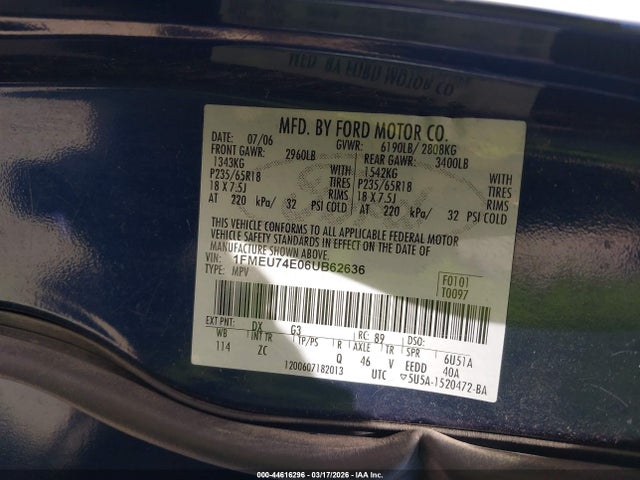 MFD. BY FORD MOTOR CO.
MFD. BY FORD MOTOR CO.
DATE: 07/06 GVWR: 6190LB/ 2808KG
FRONT GAWR: 2960LB REAR GAWR: 3400LB
1343KG WITH 1542KG WITH
P235/65R18 TIRES P235/65R18 TIRES
18 X 7.5J RIMS 18 X 7.5J RIMS
AT 220 kPa/ 32 PSI COLD AT 220 kPa/ 32 PSI COLD
THIS VEHICLE CONFORMS TO ALL APPLICABLE FEDERAL MOTOR
VEHICLE SAFETY STANDARDS IN EFFECT ON THE DATE OF
MANUFACTURE SHOWN ABOVE.
VIN: 1FMEU74E06UB62636 F0101
TYPE: MPV T0097
EXT PNT: DX G3 RC: 89 DSO:
WB TP/PS R AXLE TR SPR 6U51A
114 ZC Q 46 V EEDD 40A
1200607182013 UTC ▽5U5A-1520472-BA
000-44616296 - 03/17/2026 - IAA Inc.